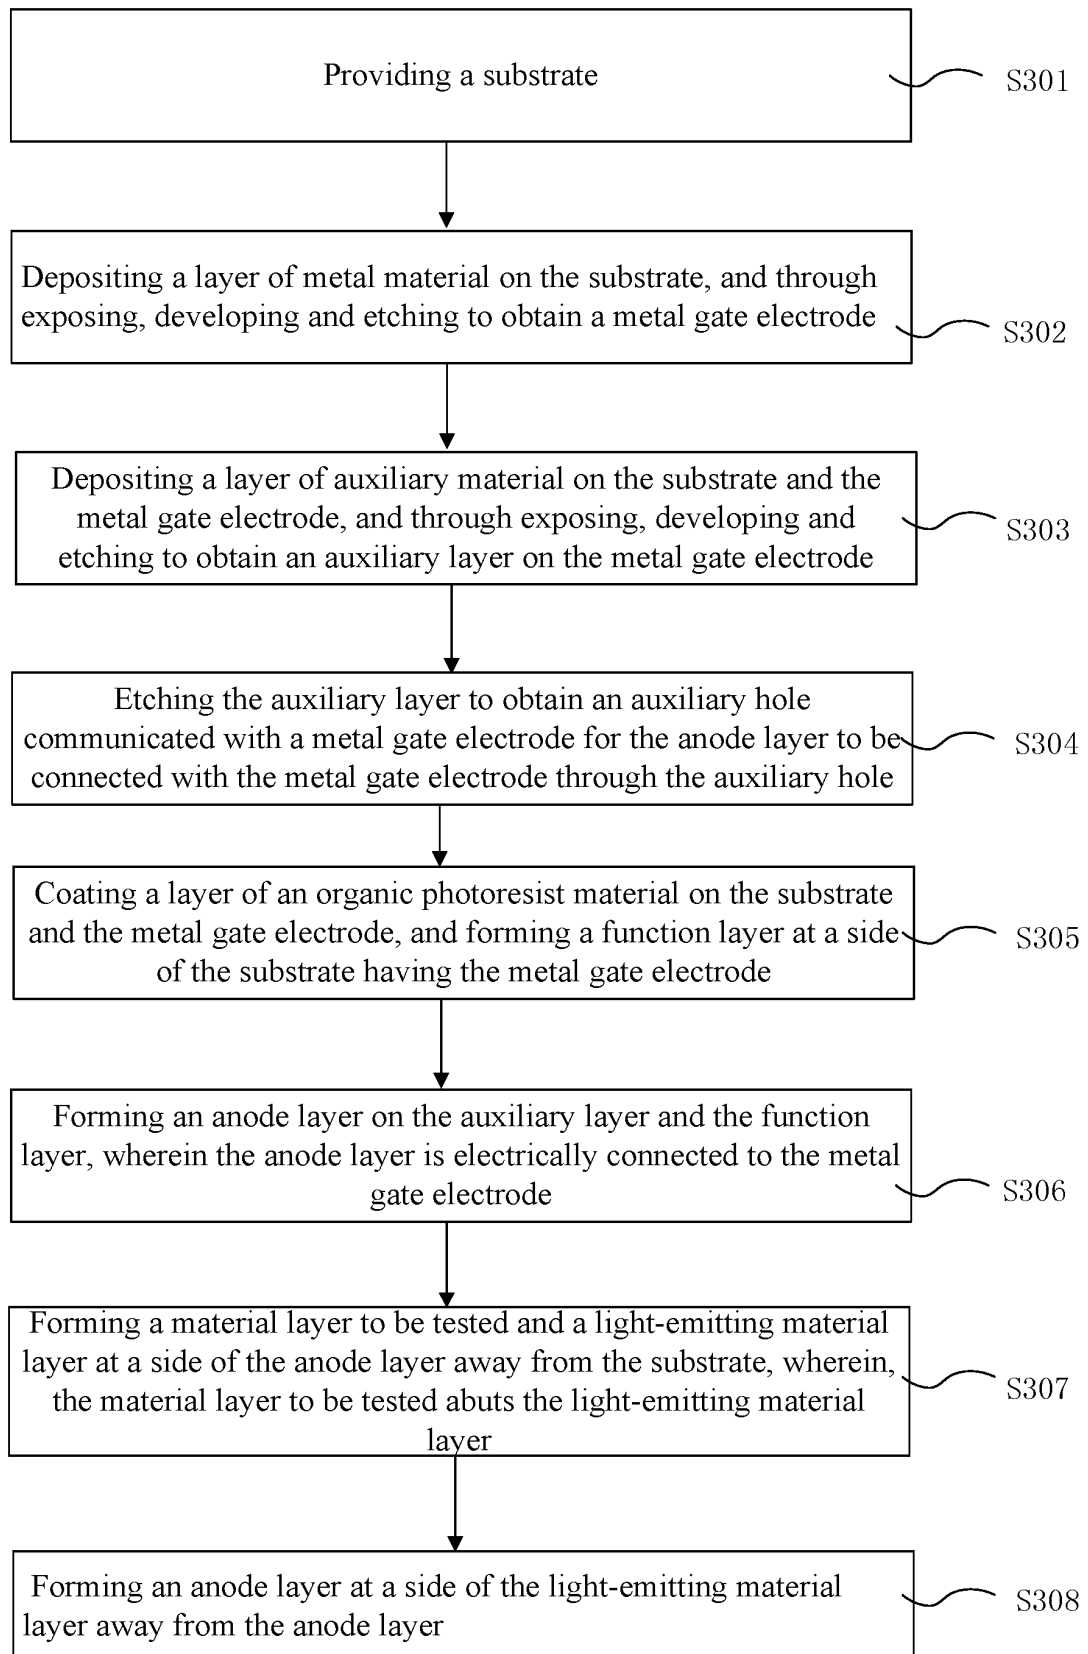 Providing a substrate
S301
Depositing a layer of metal material on the substrate, and through
exposing, developing and etching to obtain a metal gate electrode
S302
Depositing a layer of auxiliary material on the substrate and the
metal gate electrode, and through exposing, developing and
etching to obtain an auxiliary layer on the metal gate electrode
S303
Etching the auxiliary layer to obtain an auxiliary hole
communicated with a metal gate electrode for the anode layer to be
connected with the metal gate electrode through the auxiliary hole
S304
Coating a layer of an organic photoresist material on the substrate
and the metal gate electrode, and forming a function layer at a side
of the substrate having the metal gate electrode
S305
Forming an anode layer on the auxiliary layer and the function
layer, wherein the anode layer is electrically connected to the metal
gate electrode
S306
Forming a material layer to be tested and a light-emitting material
layer at a side of the anode layer away from the substrate, wherein,
the material layer to be tested abuts the light-emitting material
layer
S307
Forming an anode layer at a side of the light-emitting material
layer away from the anode layer
S308